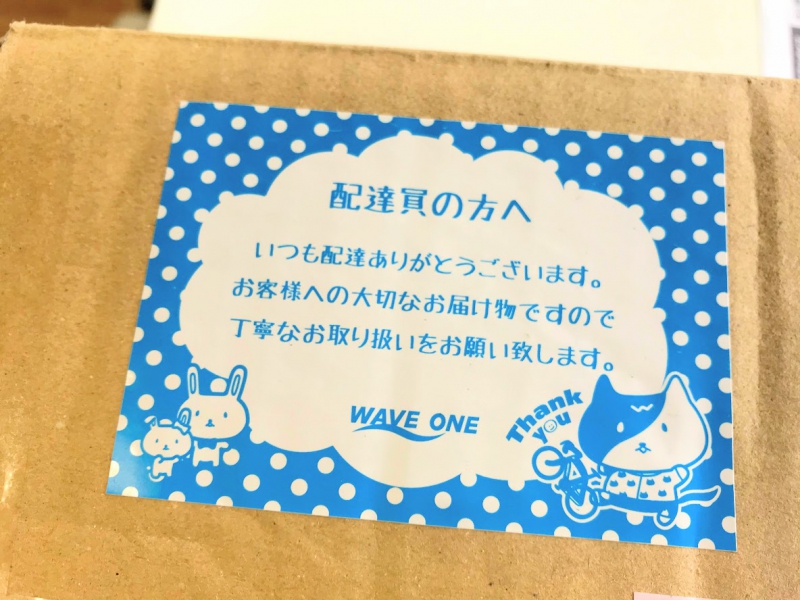 配達員の方へ
いつも配達ありがとうございます。
お客様への大切なお届け物ですので
丁寧なお取り扱いをお願い致します。
WAVE ONE
Thank
you